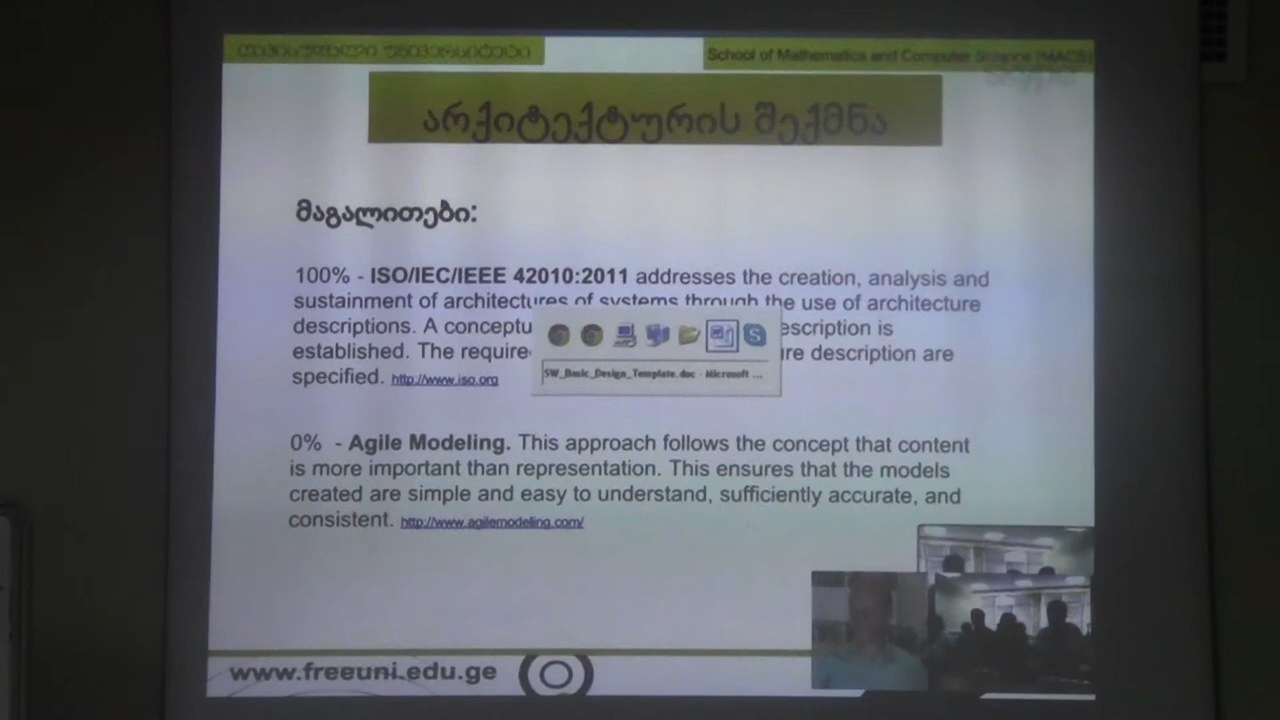 თავისუფალი უნივერსიტეტი
School of Mathematics and Computer Science (MACS)
skype
არქიტექტურის შექმნა
მაგალითები:
100% - ISO/IEC/IEEE 42010:2011 addresses the creation, analysis and
sustainment of architectures of systems through the use of architecture
descriptions. A conceptu escription is
established. The require re description are
specified. http://www.iso.org
SW_Basic_Design_Template.doc - Microsoft ...
0% - Agile Modeling. This approach follows the concept that content
is more important than representation. This ensures that the models
created are simple and easy to understand, sufficiently accurate, and
consistent. http://www.agilemodeling.com/
www.freeuni.edu.ge